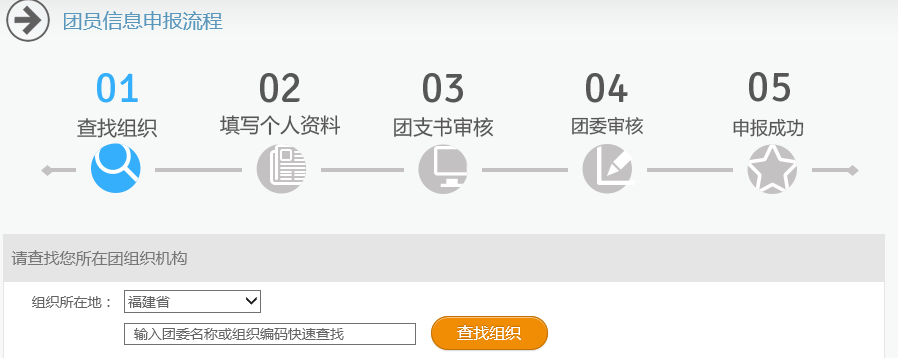 团员信息申报流程
01 02 03 04 05
查找组织 填写个人资料 团支书审核 团委审核 申报成功
请查找您所在团组织机构
组织所在地： 福建省
输入团委名称或组织编码快速查找 查找组织